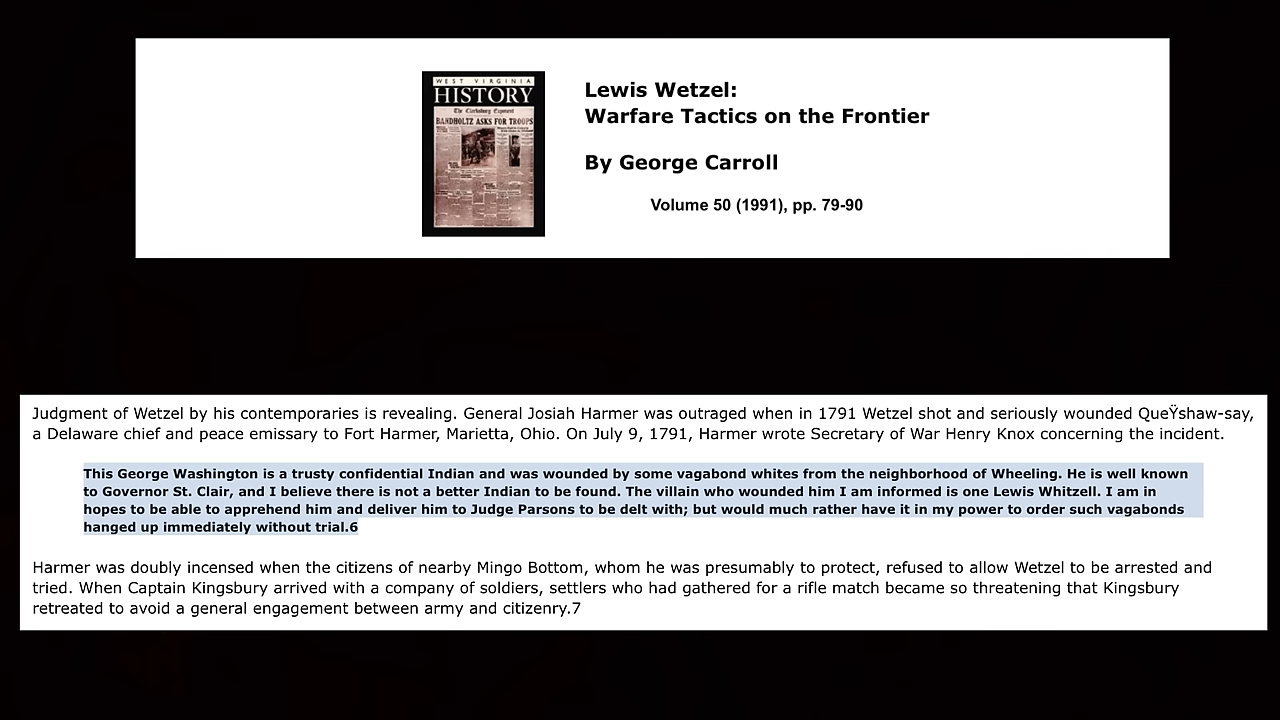 WEST VIRGINIA
HISTORY
The Clarksburg Exponent
BANDHOLTZ ASKS FOR TROOPS
Lewis Wetzel:
Warfare Tactics on the Frontier
By George Carroll
Volume 50 (1991), pp. 79-90
Judgment of Wetzel by his contemporaries is revealing. General Josiah Harmer was outraged when in 1791 Wetzel shot and seriously wounded QueŸshaw-say,
a Delaware chief and peace emissary to Fort Harmer, Marietta, Ohio. On July 9, 1791, Harmer wrote Secretary of War Henry Knox concerning the incident.
This George Washington is a trusty confidential Indian and was wounded by some vagabond whites from the neighborhood of Wheeling. He is well known
to Governor St. Clair, and I believe there is not a better Indian to be found. The villain who wounded him I am informed is one Lewis Whitzell. I am in
hopes to be able to apprehend him and deliver him to Judge Parsons to be delt with; but would much rather have it in my power to order such vagabonds
hanged up immediately without trial.6
Harmer was doubly incensed when the citizens of nearby Mingo Bottom, whom he was presumably to protect, refused to allow Wetzel to be arrested and
tried. When Captain Kingsbury arrived with a company of soldiers, settlers who had gathered for a rifle match became so threatening that Kingsbury
retreated to avoid a general engagement between army and citizenry.7